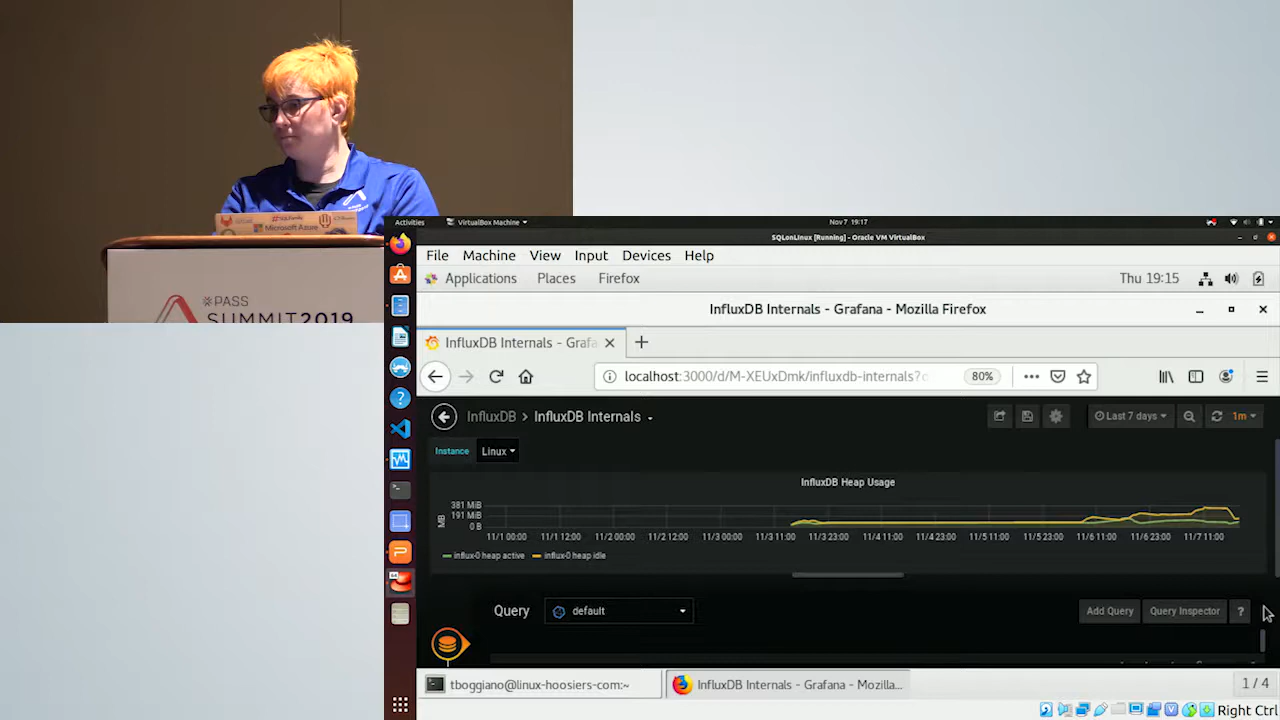 Microsoft Azure
PASS
SUMMIT 2019
Activities
VirtualBox Machine
Nov 7 19:17
SQLonLinux [Running] - Oracle VM VirtualBox
File Machine View Input Devices Help
Applications Places Firefox
Thu 19:15
InfluxDB Internals - Grafana - Mozilla Firefox
InfluxDB Internals - Grafa
localhost:3000/d/M-XEUxDmk/influxdb-internals?
80%
InfluxDB > InfluxDB Internals
Last 7 days
1m
Instance Linux
InfluxDB Heap Usage
MB
381 MiB
191 MiB
0 B
11/1 00:00 11/1 12:00 11/2 00:00 11/2 12:00 11/3 00:00 11/3 11:00 11/3 23:00 11/4 11:00 11/4 23:00 11/5 11:00 11/5 23:00 11/6 11:00 11/6 23:00 11/7 11:00
influx-0 heap active influx-0 heap idle
Query default
Add Query Query Inspector ?
tboggiano@linux-hoosiers-com:~
InfluxDB Internals - Grafana - Mozilla...
1 / 4
Right Ctrl